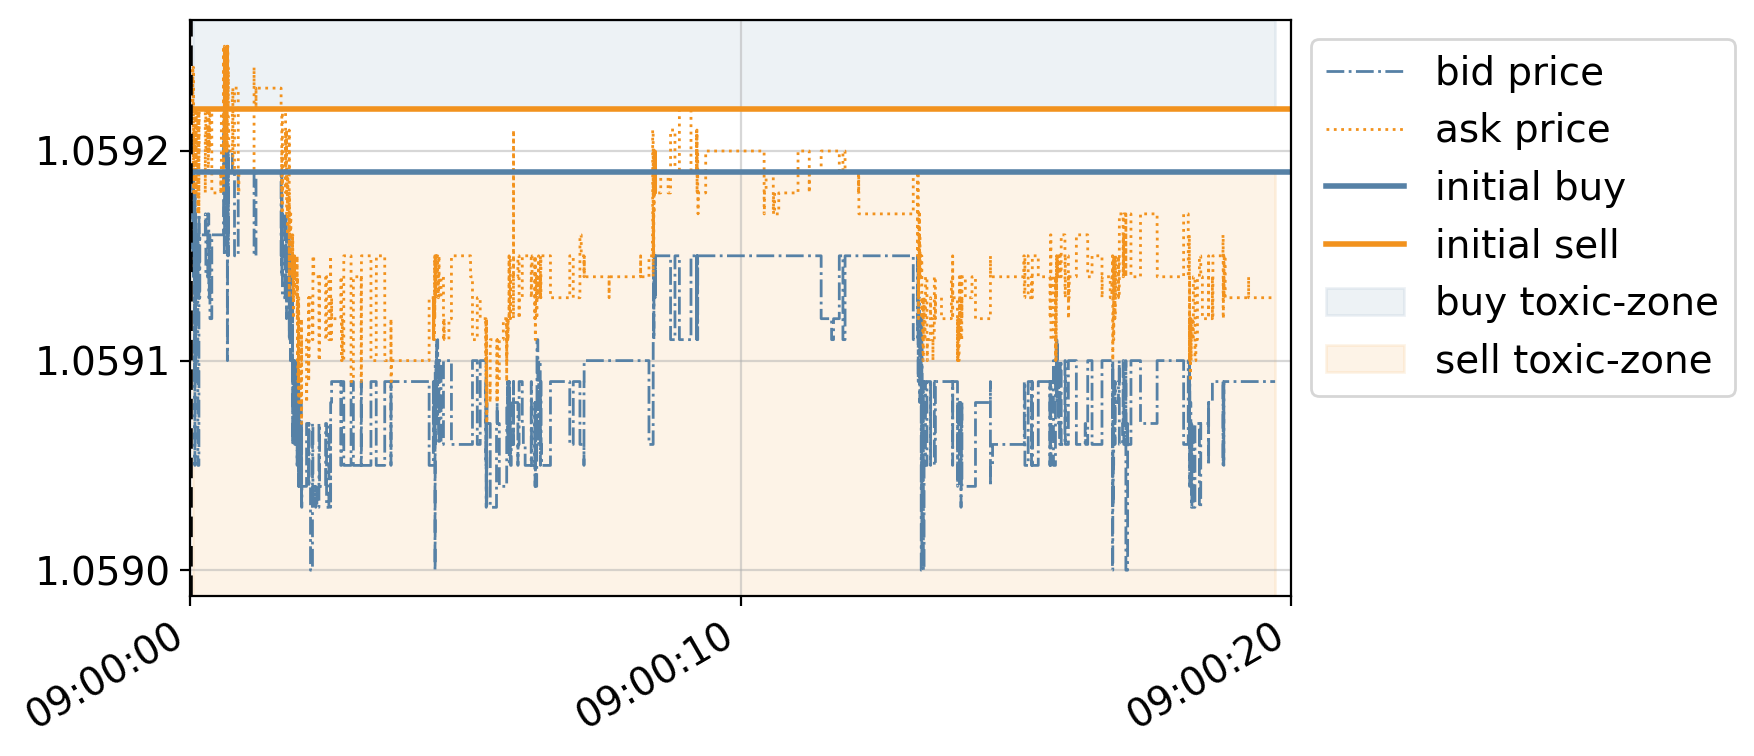 1.0592
1.0591
1.0590
09:00:00
09:00:10
09:00:20
bid price
ask price
initial buy
initial sell
buy toxic-zone
sell toxic-zone